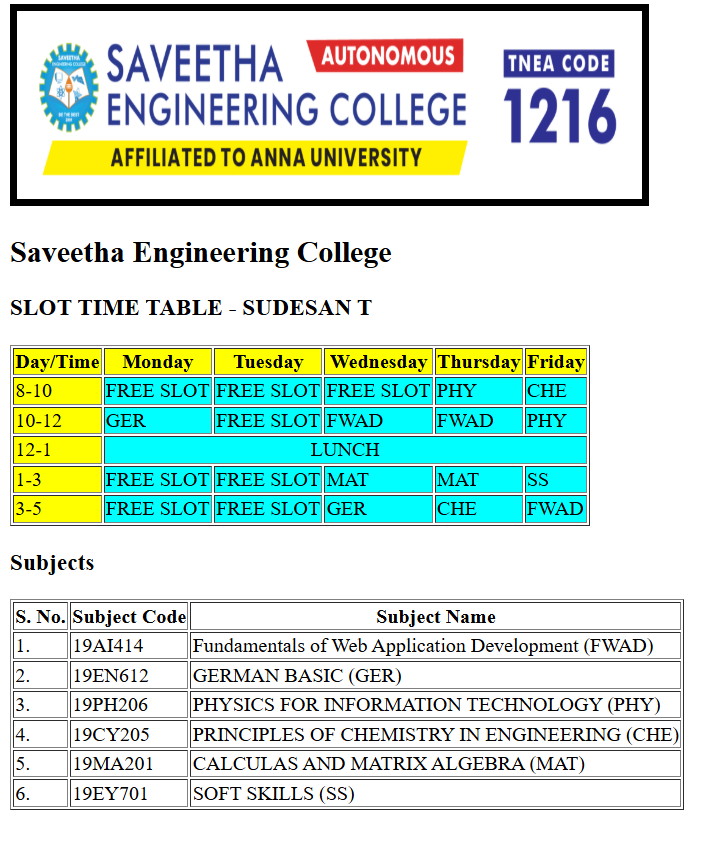 SAVEETHA AUTONOMOUS
ENGINEERING COLLEGE
AFFILIATED TO ANNA UNIVERSITY
TNEA CODE
1216
Saveetha Engineering College
SLOT TIME TABLE - SUDESAN T
Day/Time Monday Tuesday Wednesday Thursday Friday
8-10 FREE SLOT FREE SLOT FREE SLOT PHY CHE
10-12 GER FREE SLOT FWAD FWAD PHY
12-1 LUNCH
1-3 FREE SLOT FREE SLOT MAT MAT SS
3-5 FREE SLOT FREE SLOT GER CHE FWAD
Subjects
S. No. Subject Code Subject Name
1. 19AI414 Fundamentals of Web Application Development (FWAD)
2. 19EN612 GERMAN BASIC (GER)
3. 19PH206 PHYSICS FOR INFORMATION TECHNOLOGY (PHY)
4. 19CY205 PRINCIPLES OF CHEMISTRY IN ENGINEERING (CHE)
5. 19MA201 CALCULAS AND MATRIX ALGEBRA (MAT)
6. 19EY701 SOFT SKILLS (SS)